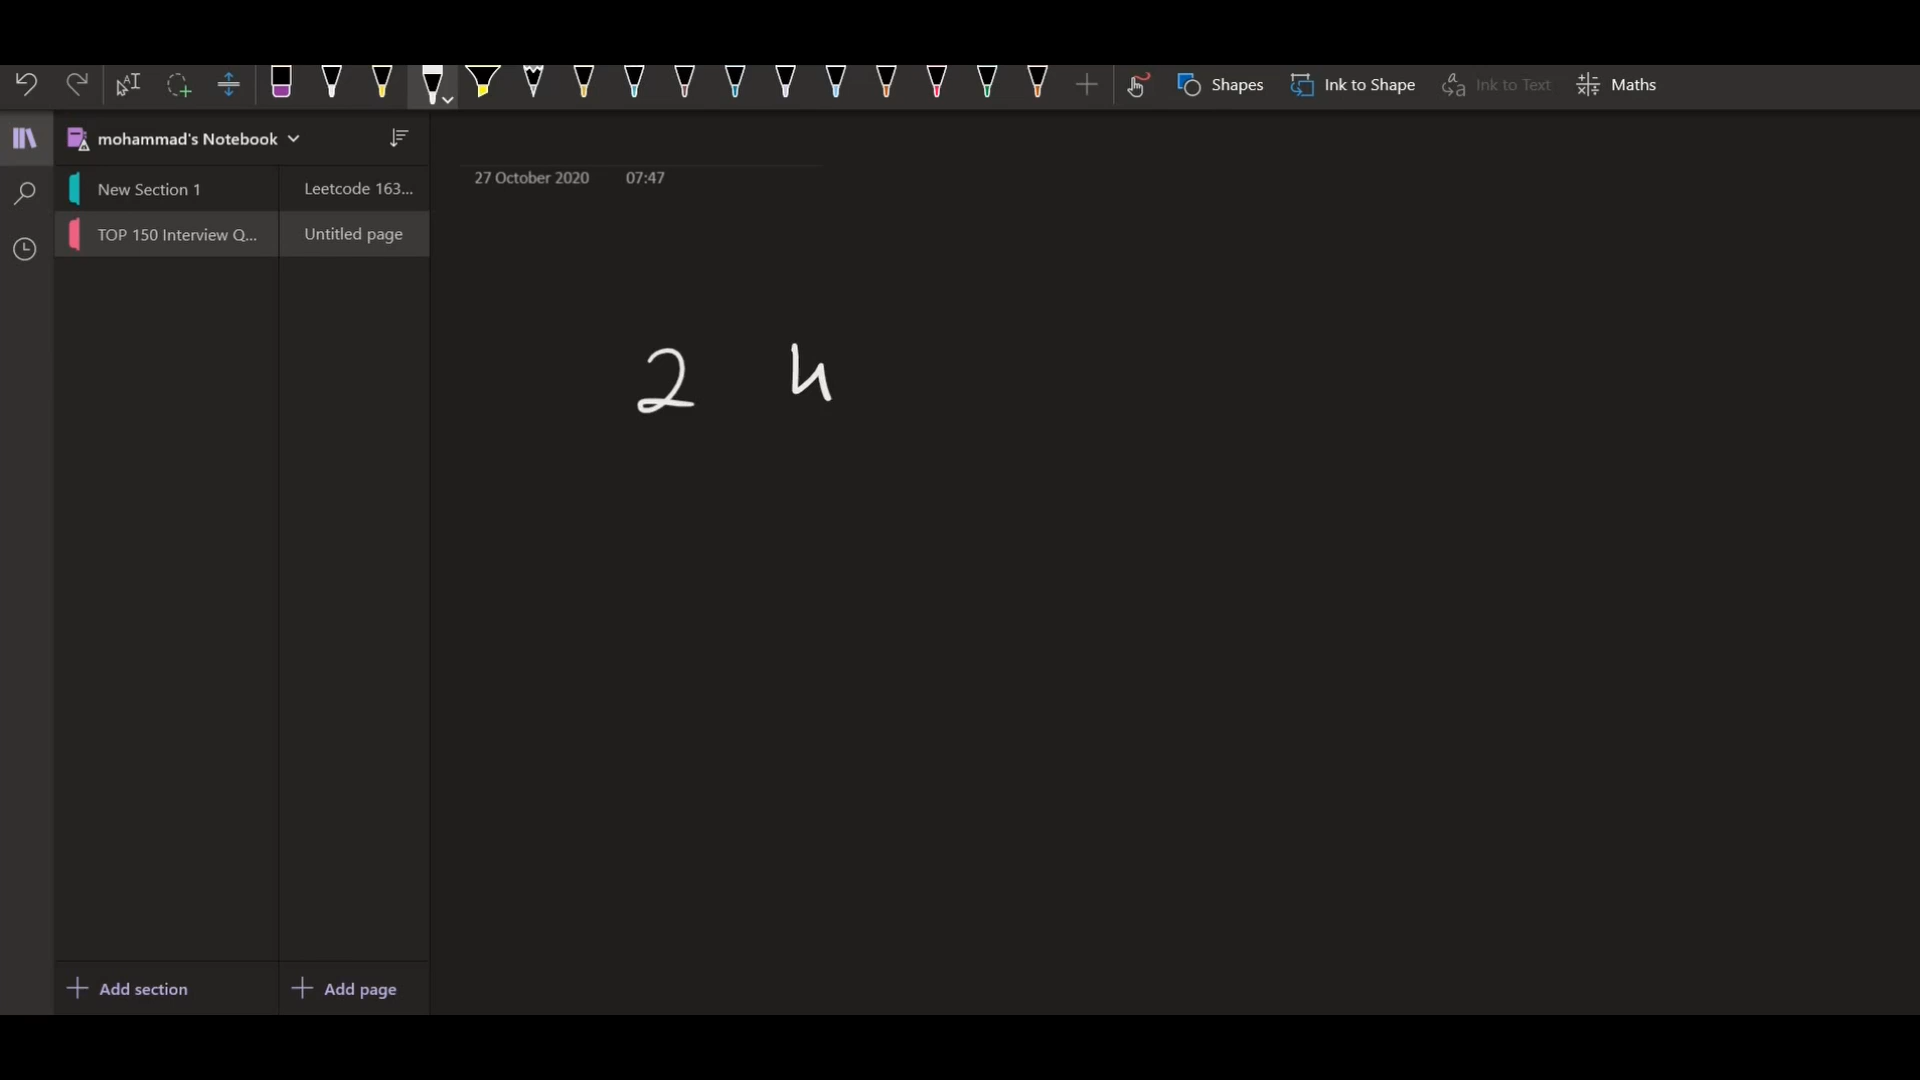 Shapes Ink to Shape Ink to Text Maths
mohammad's Notebook
27 October 2020 07:47
New Section 1 Leetcode 163...
TOP 150 Interview Q... Untitled page
2 4
Add section Add page